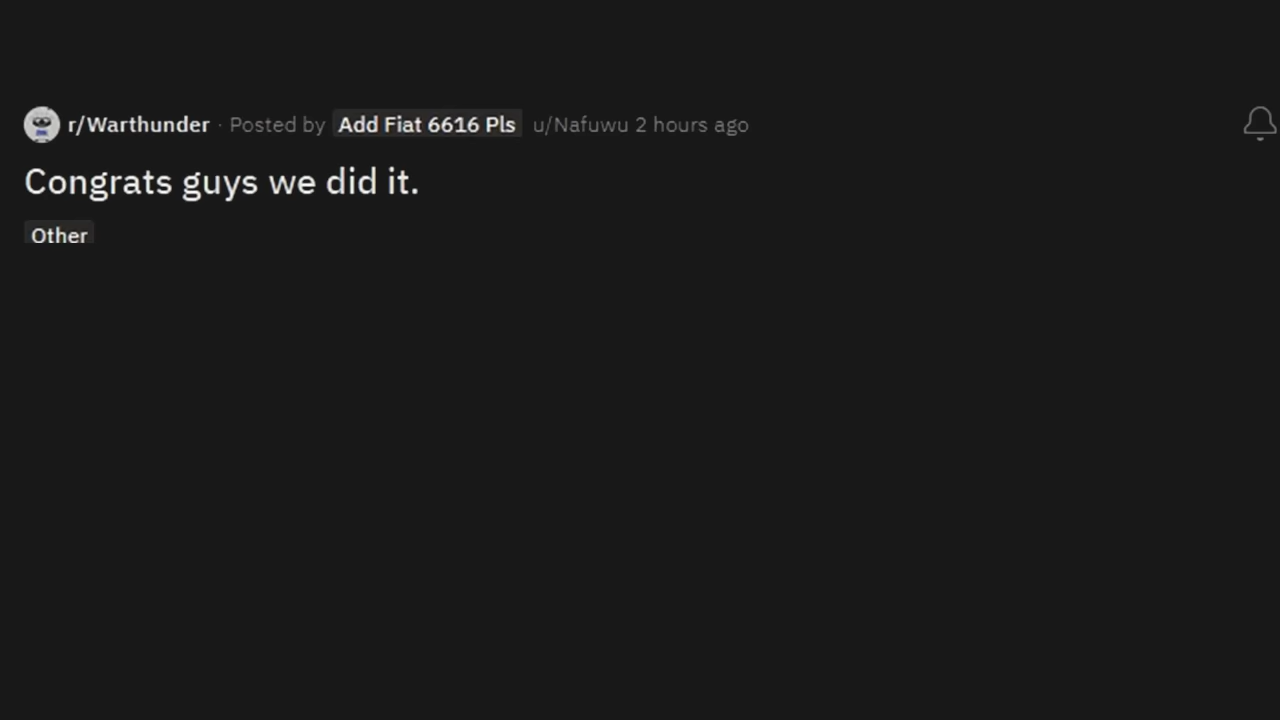 r/Warthunder · Posted by Add Fiat 6616 Pls u/Nafuwu 2 hours ago
Congrats guys we did it.
Other